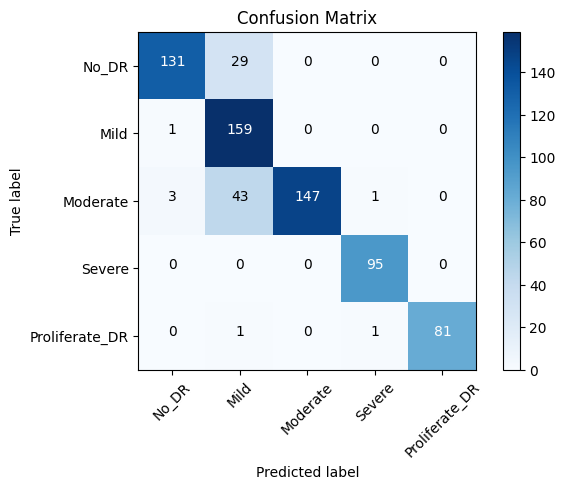 Confusion Matrix
True label
No_DR 131 29 0 0 0
Mild 1 159 0 0 0
Moderate 3 43 147 1 0
Severe 0 0 0 95 0
Proliferate_DR 0 1 0 1 81
No_DR Mild Moderate Severe Proliferate_DR
Predicted label
140
120
100
80
60
40
20
0